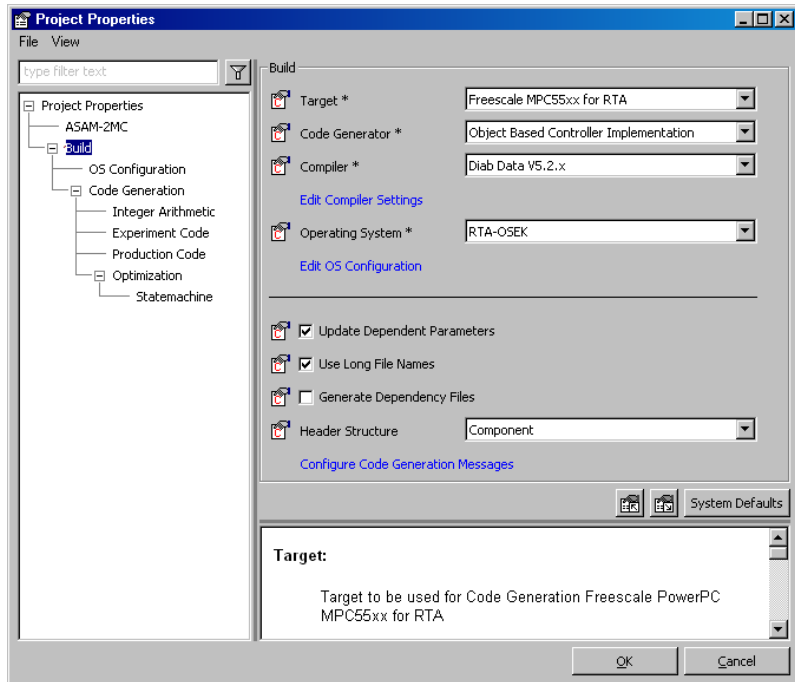 Project Properties
File View
type filter text
Project Properties
ASAM-2MC
Build
OS Configuration
Code Generation
Integer Arithmetic
Experiment Code
Production Code
Optimization
Statemachine
Build
Target * Freescale MPC55xx for RTA
Code Generator * Object Based Controller Implementation
Compiler * Diab Data V5.2.x
Edit Compiler Settings
Operating System * RTA-OSEK
Edit OS Configuration
Update Dependent Parameters
Use Long File Names
Generate Dependency Files
Header Structure Component
Configure Code Generation Messages
System Defaults
Target:
Target to be used for Code Generation Freescale PowerPC
MPC55xx for RTA
OK Cancel